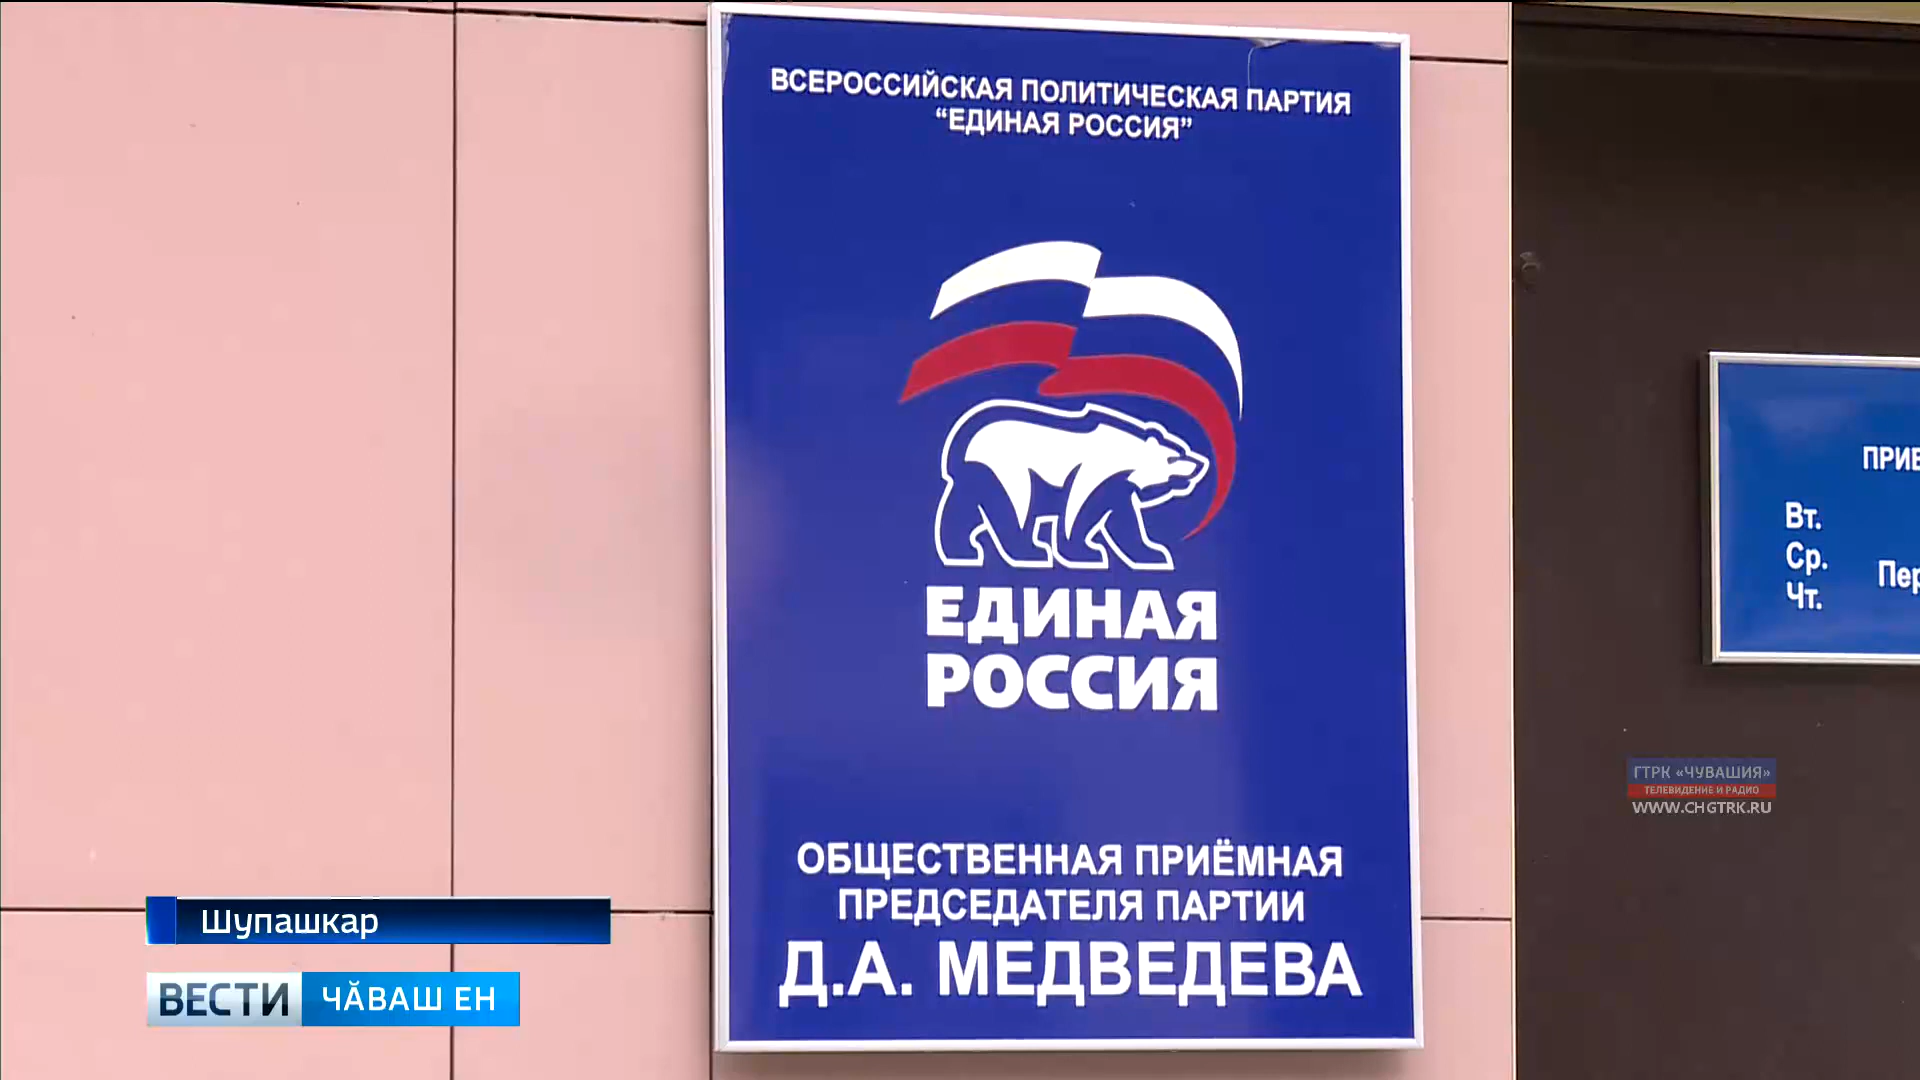 ВСЕРОССИЙСКАЯ ПОЛИТИЧЕСКАЯ ПАРТИЯ
“ЕДИНАЯ РОССИЯ”
ЕДИНАЯ
РОССИЯ
ОБЩЕСТВЕННАЯ ПРИЁМНАЯ
ПРЕДСЕДАТЕЛЯ ПАРТИИ
Д.А. МЕДВЕДЕВА
Вт.
Ср.
Чт.
ГТРК «ЧУВАШИЯ»
ТЕЛЕВИДЕНИЕ И РАДИО
WWW.CHGTRK.RU
Шупашкар
ВЕСТИ ЧӐВАШ ЕН